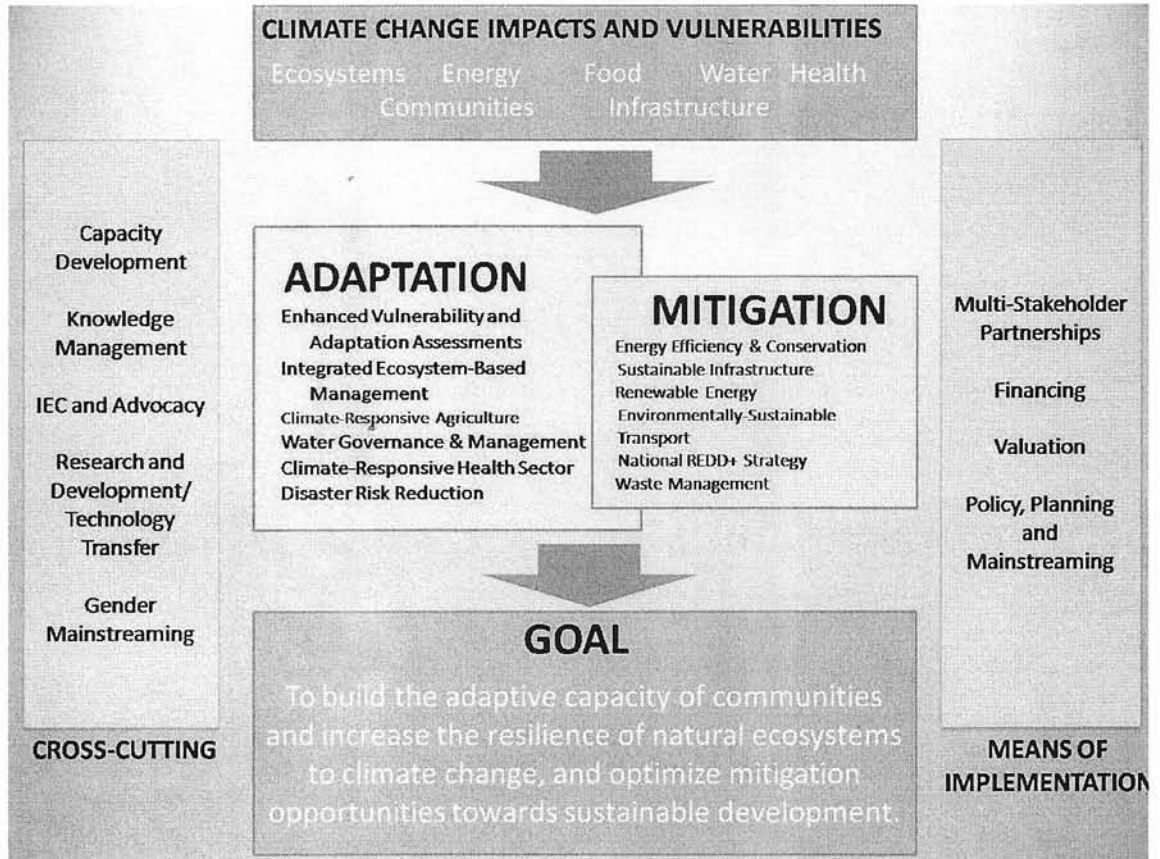 CLIMATE CHANGE IMPACTS AND VULNERABILITIES
Ecosystems Energy Food Water Health
Communities Infrastructure
Capacity
Development
Knowledge
Management
IEC and Advocacy
Research and
Development/
Technology
Transfer
Gender
Mainstreaming
CROSS-CUTTING
ADAPTATION
Enhanced Vulnerability and
Adaptation Assessments
Integrated Ecosystem-Based
Management
Climate-Responsive Agriculture
Water Governance & Management
Climate-Responsive Health Sector
Disaster Risk Reduction
MITIGATION
Energy Efficiency & Conservation
Sustainable Infrastructure
Renewable Energy
Environmentally-Sustainable
Transport
National REDD+ Strategy
Waste Management
Multi-Stakeholder
Partnerships
Financing
Valuation
Policy, Planning
and
Mainstreaming
MEANS OF
IMPLEMENTATION
GOAL
To build the adaptive capacity of communities
and increase the resilience of natural ecosystems
to climate change, and optimize mitigation
opportunities towards sustainable development.